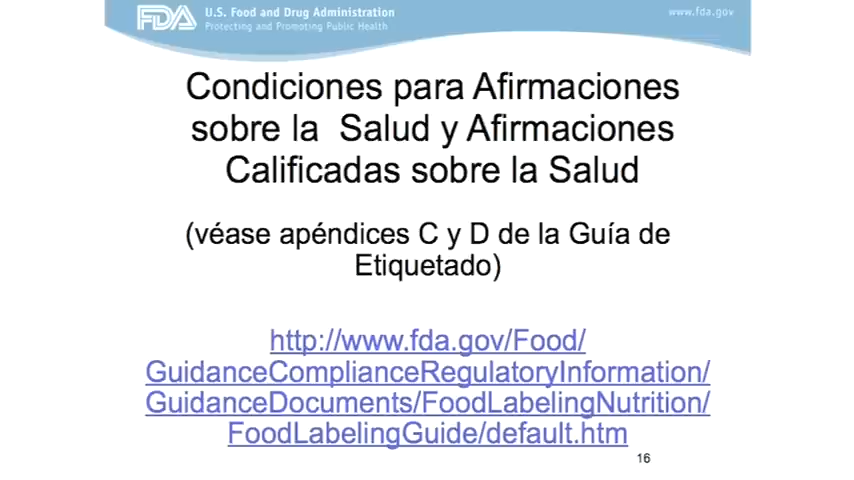 FDA U.S. Food and Drug Administration
Protecting and Promoting Public Health
www.fda.gov
Condiciones para Afirmaciones
sobre la Salud y Afirmaciones
Calificadas sobre la Salud
(véase apéndices C y D de la Guía de
Etiquetado)
http://www.fda.gov/Food/
GuidanceComplianceRegulatoryInformation/
GuidanceDocuments/FoodLabelingNutrition/
FoodLabelingGuide/default.htm
16